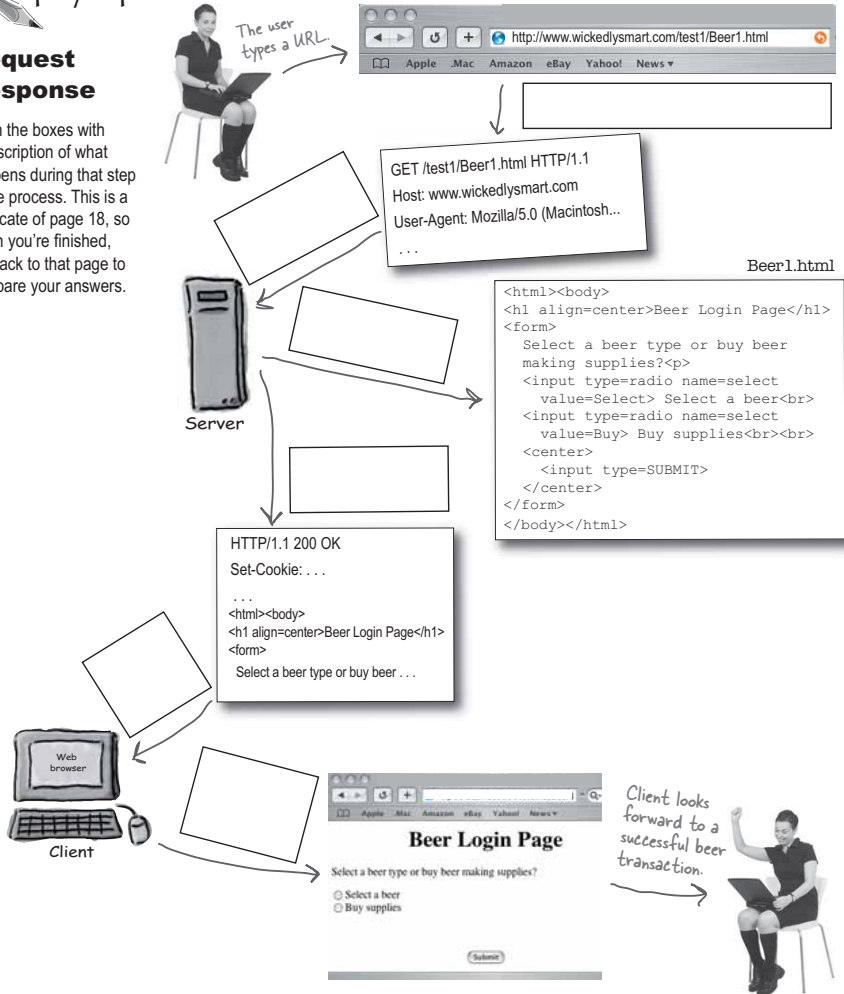 The user
types a URL.
http://www.wickedlysmart.com/test1/Beer1.html
Apple .Mac Amazon eBay Yahoo! News ▾
quest
sponse
n the boxes with
scription of what
pens during that step
e process. This is a
icate of page 18, so
n you're finished,
ack to that page to
pare your answers.
GET /test1/Beer1.html HTTP/1.1
Host: www.wickedlysmart.com
User-Agent: Mozilla/5.0 (Macintosh...
. . .
Server
Beer1.html
<html><body>
<h1 align=center>Beer Login Page</h1>
<form>
Select a beer type or buy beer
making supplies?<p>
<input type=radio name=select
value=Select> Select a beer<br>
<input type=radio name=select
value=Buy> Buy supplies<br><br>
<center>
<input type=SUBMIT>
</center>
</form>
</body></html>
HTTP/1.1 200 OK
Set-Cookie: . . .
. . .
<html><body>
<h1 align=center>Beer Login Page</h1>
<form>
Select a beer type or buy beer . . .
Web
browser
Client
Apple .Mac Amazon eBay Yahoo! News ▾
Beer Login Page
Select a beer type or buy beer making supplies?
Select a beer
Buy supplies
Submit
Client looks
forward to a
successful beer
transaction.